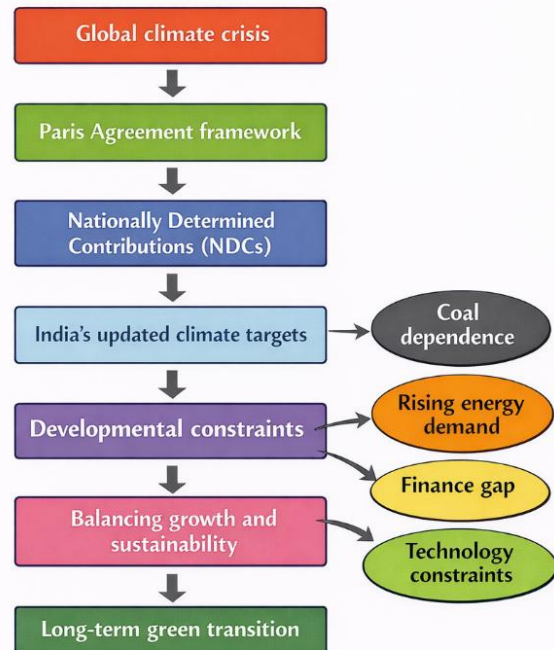 Global climate crisis
Paris Agreement framework
Nationally Determined
Contributions (NDCs)
India's updated climate targets
Coal
dependence
Developmental constraints
Rising energy
demand
Finance gap
Balancing growth and
sustainability
Technology
constraints
Long-term green transition